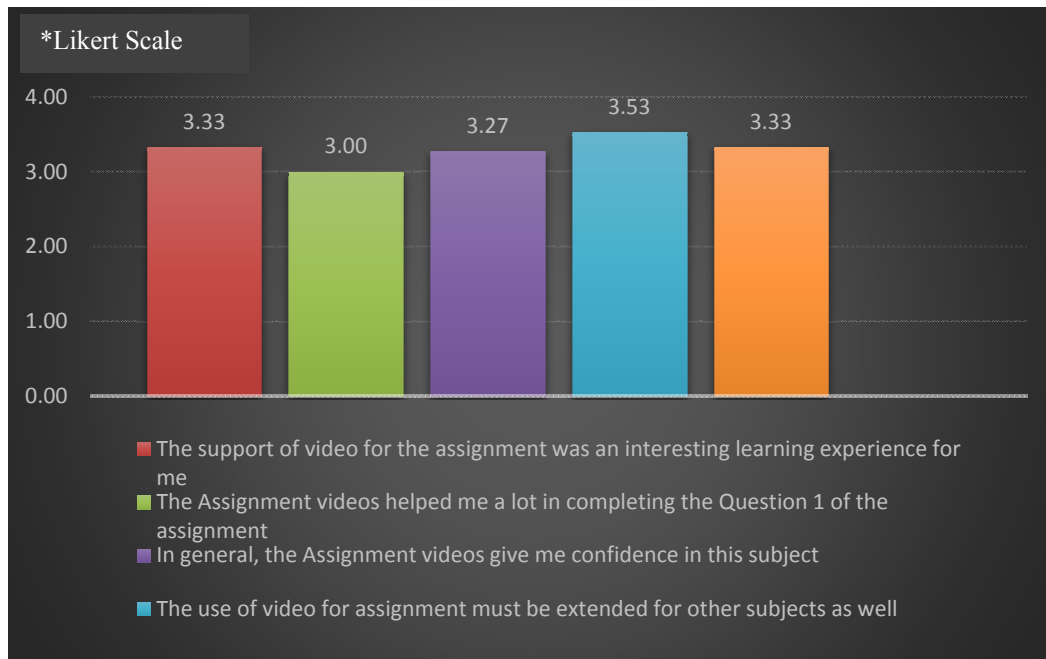 *Likert Scale
4.00
3.00
2.00
1.00
0.00
3.33
3.00
3.27
3.53
3.33
The support of video for the assignment was an interesting learning experience for
me
The Assignment videos helped me a lot in completing the Question 1 of the
assignment
In general, the Assignment videos give me confidence in this subject
The use of video for assignment must be extended for other subjects as well